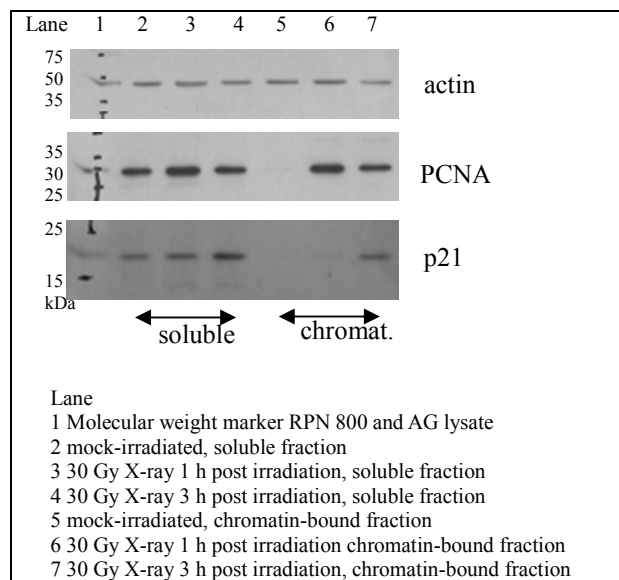 Lane 1 2 3 4 5 6 7
75
50 actin
35
35
30 PCNA
25
25
p21
15
kDa
soluble chromat.
Lane
1 Molecular weight marker RPN 800 and AG lysate
2 mock-irradiated, soluble fraction
3 30 Gy X-ray 1 h post irradiation, soluble fraction
4 30 Gy X-ray 3 h post irradiation, soluble fraction
5 mock-irradiated, chromatin-bound fraction
6 30 Gy X-ray 1 h post irradiation chromatin-bound fraction
7 30 Gy X-ray 3 h post irradiation, chromatin-bound fraction